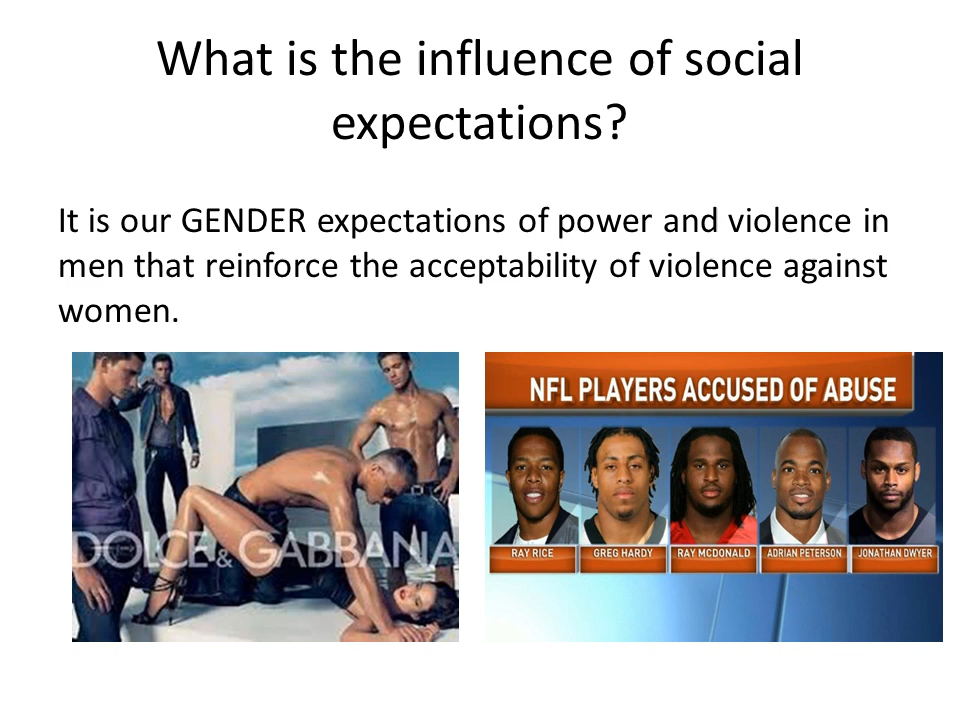 What is the influence of social
expectations?
It is our GENDER expectations of power and violence in
men that reinforce the acceptability of violence against
women.
DOLCE & GABBANA
NFL PLAYERS ACCUSED OF ABUSE
RAY RICE
GREG HARDY
RAY MCDONALD
ADRIAN PETERSON
JONATHAN DWYER